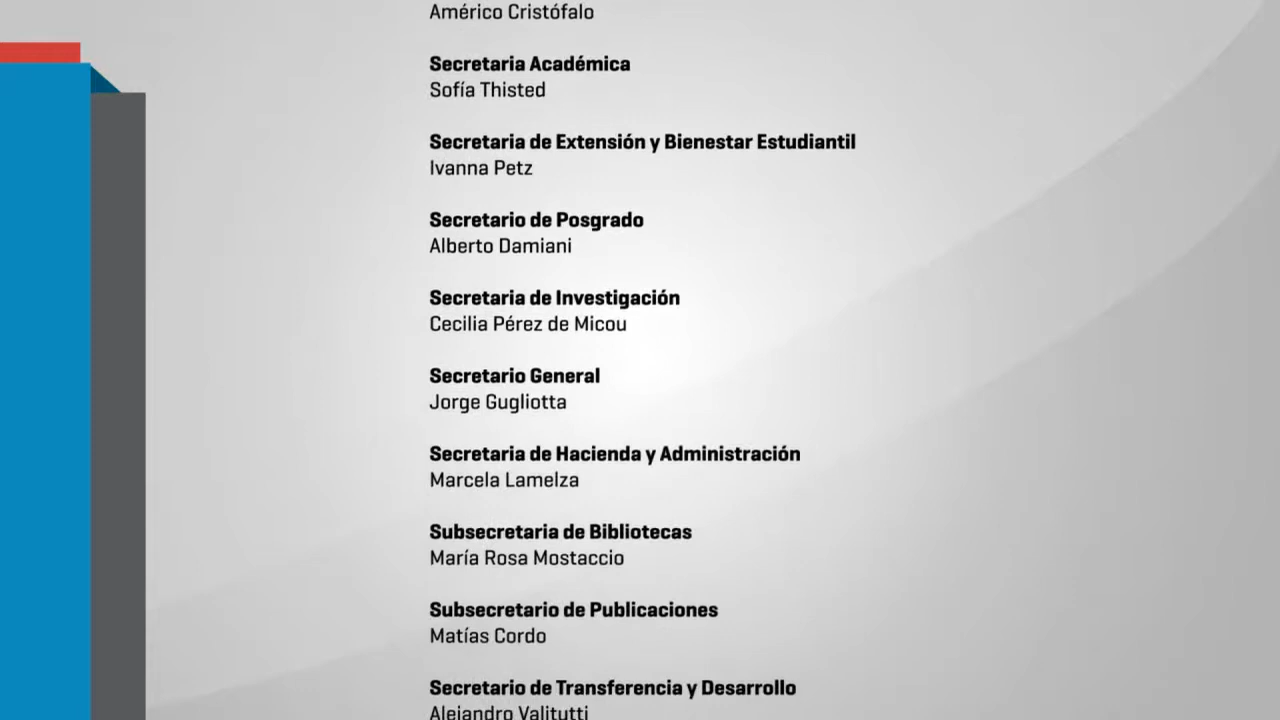 Américo Cristófalo
Secretaria Académica
Sofía Thisted
Secretaria de Extensión y Bienestar Estudiantil
Ivanna Petz
Secretario de Posgrado
Alberto Damiani
Secretaria de Investigación
Cecilia Pérez de Micou
Secretario General
Jorge Gugliotta
Secretaria de Hacienda y Administración
Marcela Lamelza
Subsecretaria de Bibliotecas
María Rosa Mostaccio
Subsecretario de Publicaciones
Matías Cordo
Secretario de Transferencia y Desarrollo
Alejandro Valitutti